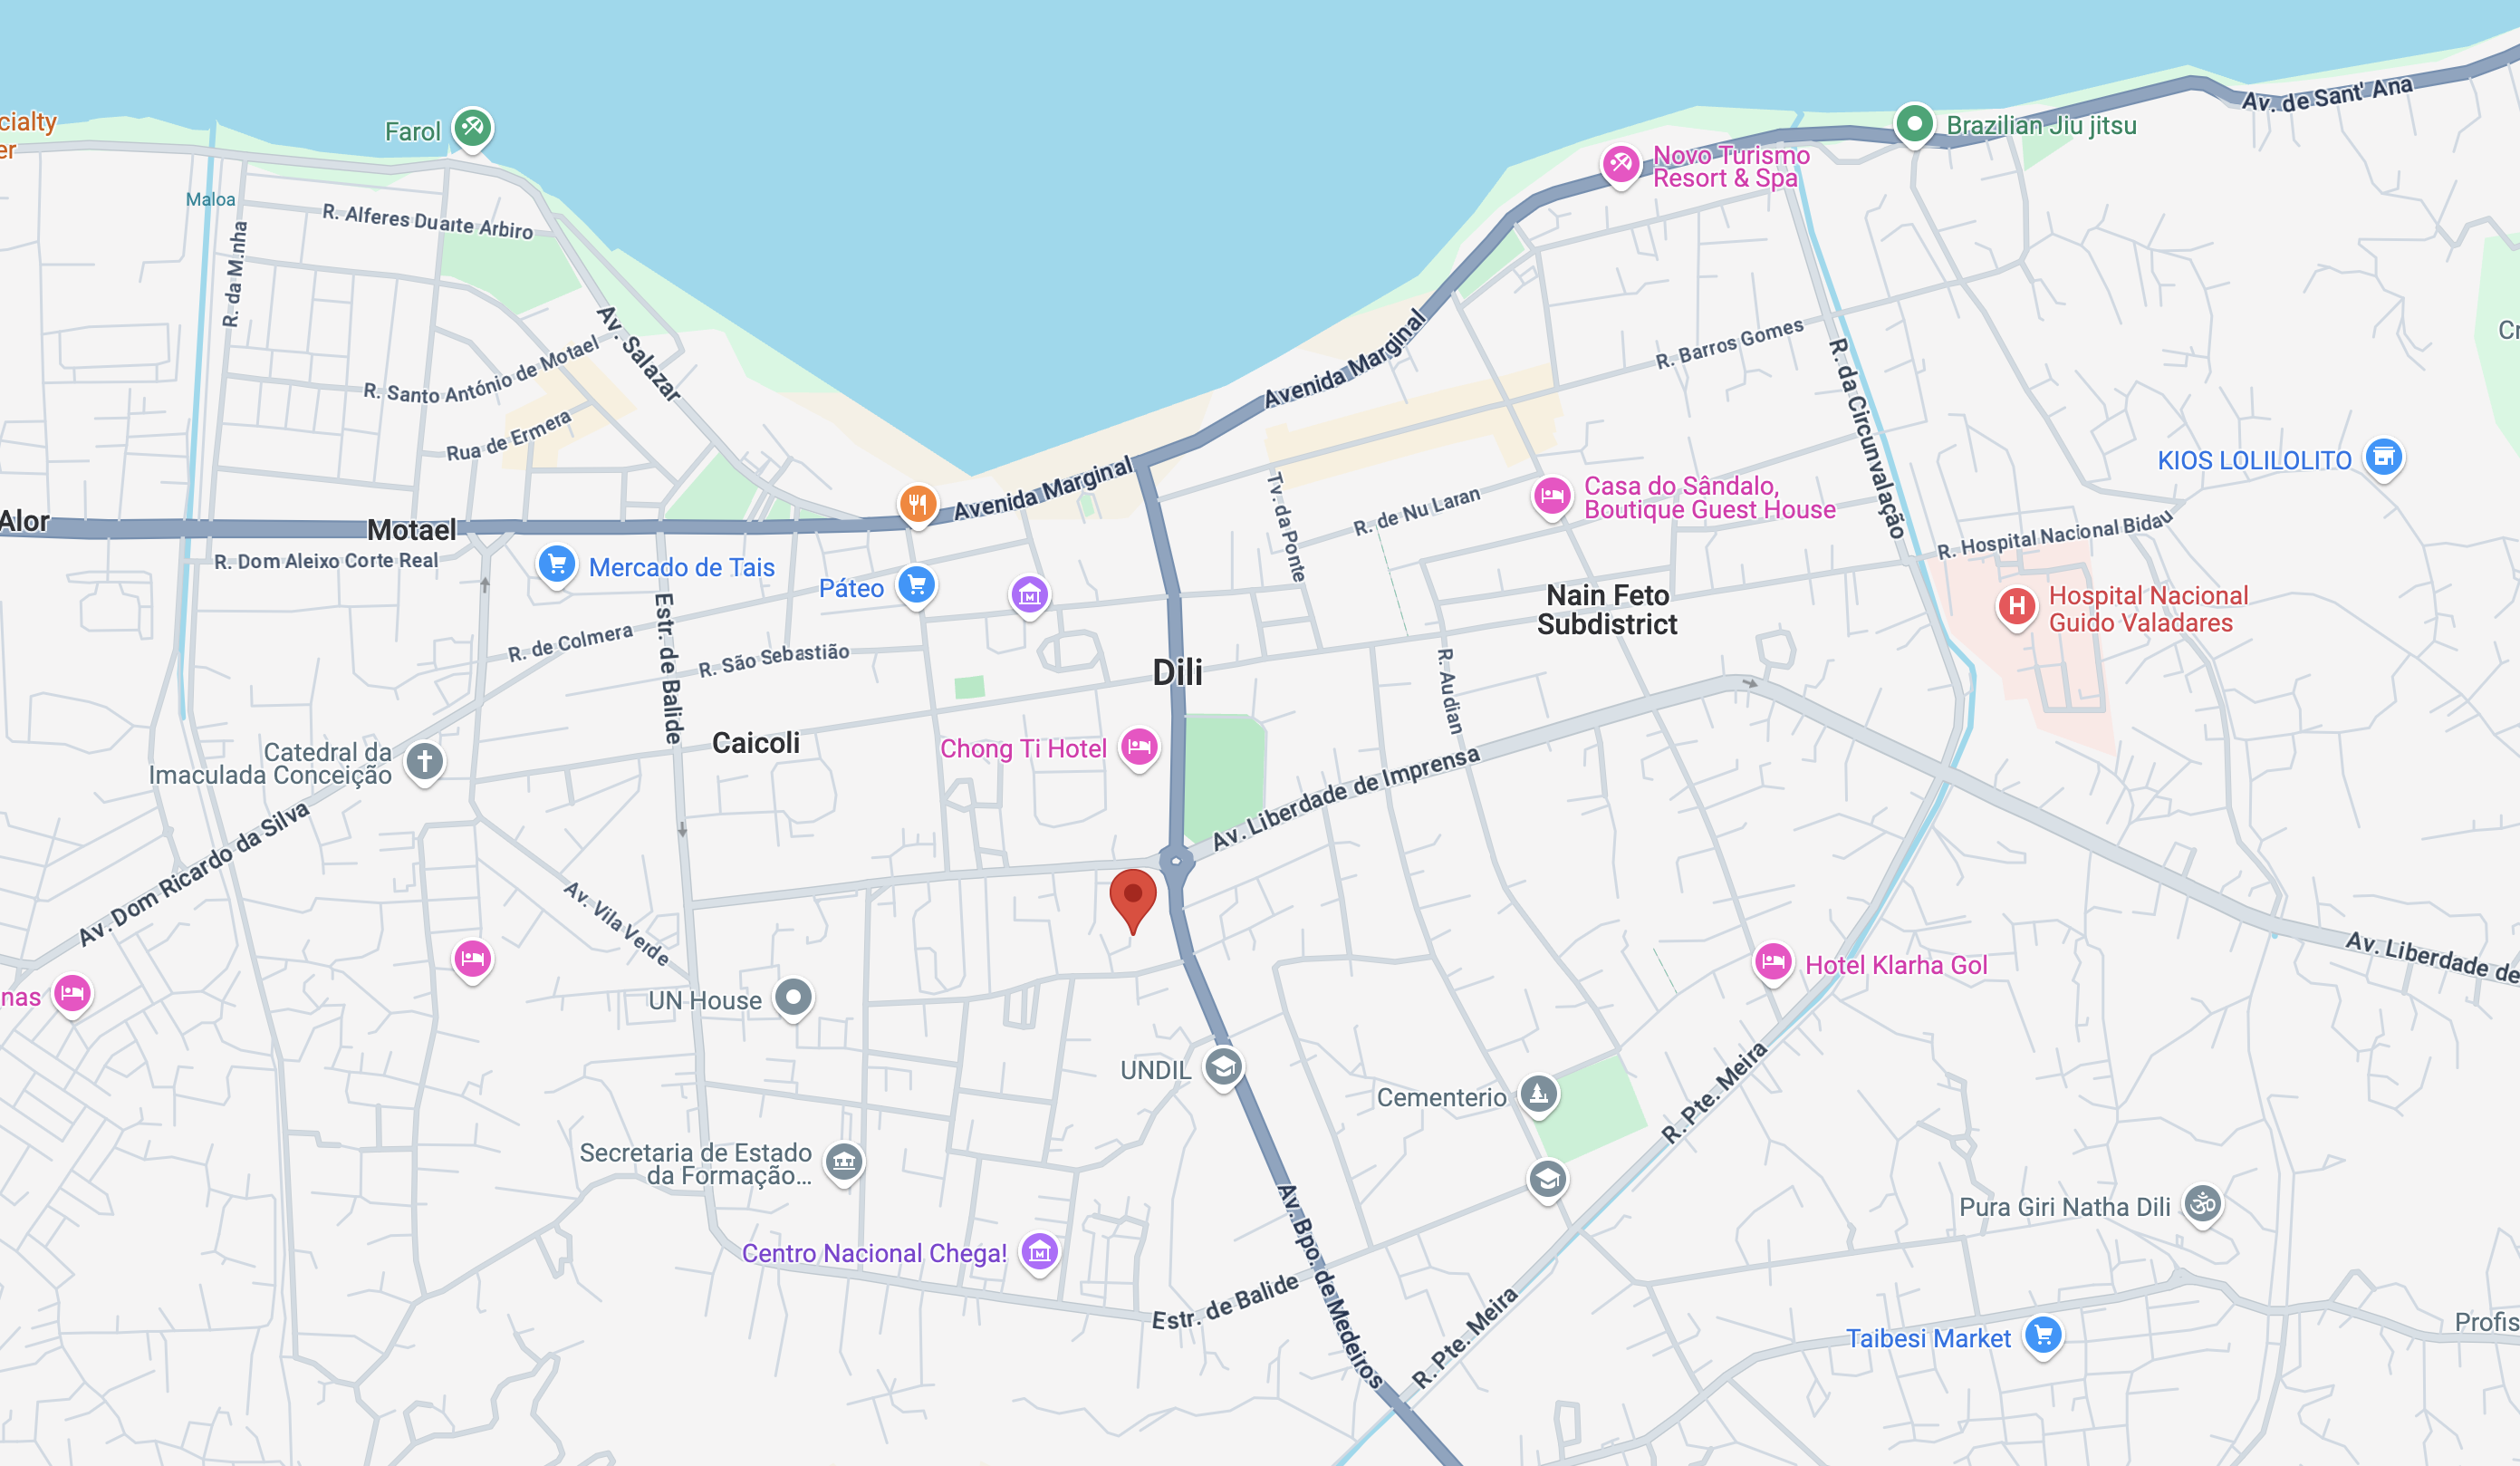 cialty
er
Farol
Maloa
R. Alferes Duarte Arbiro
R. da M.nha
R. Santo António de Motael
Rua de Ermera
Av. Salazar
Alor
Motael
R. Dom Aleixo Corte Real
Mercado de Tais
Avenida Marginal
Páteo
R. de Colmera
Estr. de Balide
R. São Sebastião
Caicoli
Catedral da
Imaculada Conceição
Av. Dom Ricardo da Silva
Av. Vila Verde
nas
UN House
Secretaria de Estado
da Formação...
Centro Nacional Chega!
Estr. de Balide
Dili
Chong Ti Hotel
UNDIL
Av. Bpo. de Medeiros
Avenida Marginal
Tv. da Ponte
R. de Nu Laran
R. Audian
Av. Liberdade de Imprensa
Casa do Sândalo,
Boutique Guest House
Nain Feto
Subdistrict
R. Barros Gomes
R. da Circunvalação
Novo Turismo
Resort & Spa
Brazilian Jiu jitsu
Av. de Sant' Ana
Cr
KIOS LOLILOLITO
R. Hospital Nacional Bidau
H
Hospital Nacional
Guido Valadares
Av. Liberdade de
Hotel Klarha Gol
Cementerio
R. Pte. Meira
R. Pte. Meira
Pura Giri Natha Dili
Taibesi Market
Profis